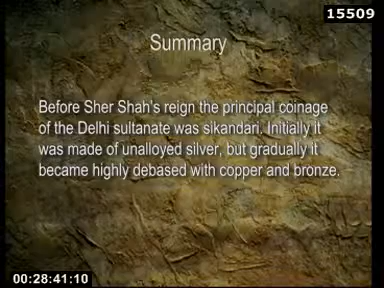 15509
Summary
Before Sher Shah's reign the principal coinage
of the Delhi sultanate was sikandari. Initially it
was made of unalloyed silver, but gradually it
became highly debased with copper and bronze.
00:28:41:10